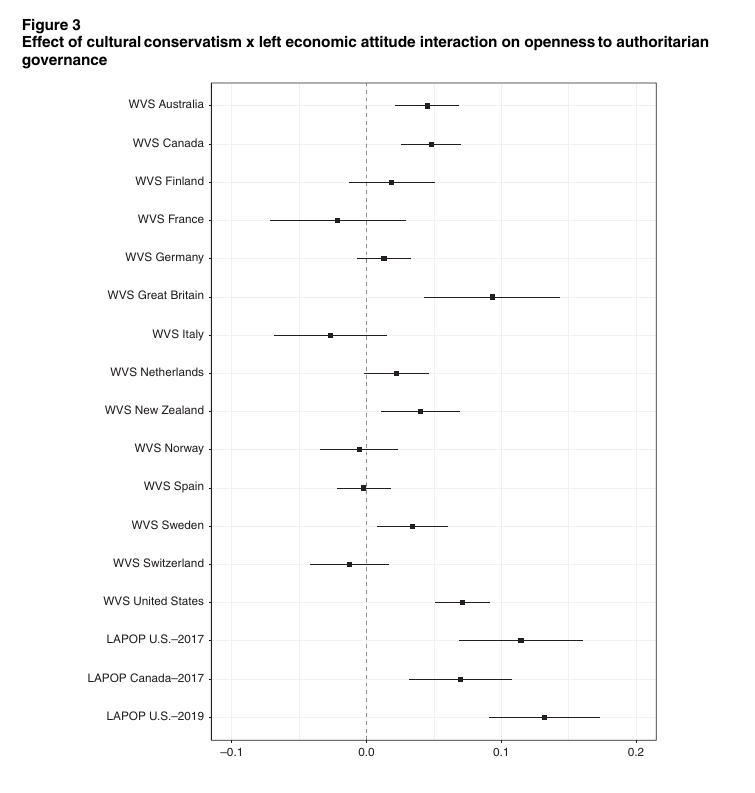 Figure 3
Effect of cultural conservatism x left economic attitude interaction on openness to authoritarian
governance
WVS Australia
WVS Canada
WVS Finland
WVS France
WVS Germany
WVS Great Britain
WVS Italy
WVS Netherlands
WVS New Zealand
WVS Norway
WVS Spain
WVS Sweden
WVS Switzerland
WVS United States
LAPOP U.S.–2017
LAPOP Canada–2017
LAPOP U.S.–2019
–0.1 0.0 0.1 0.2